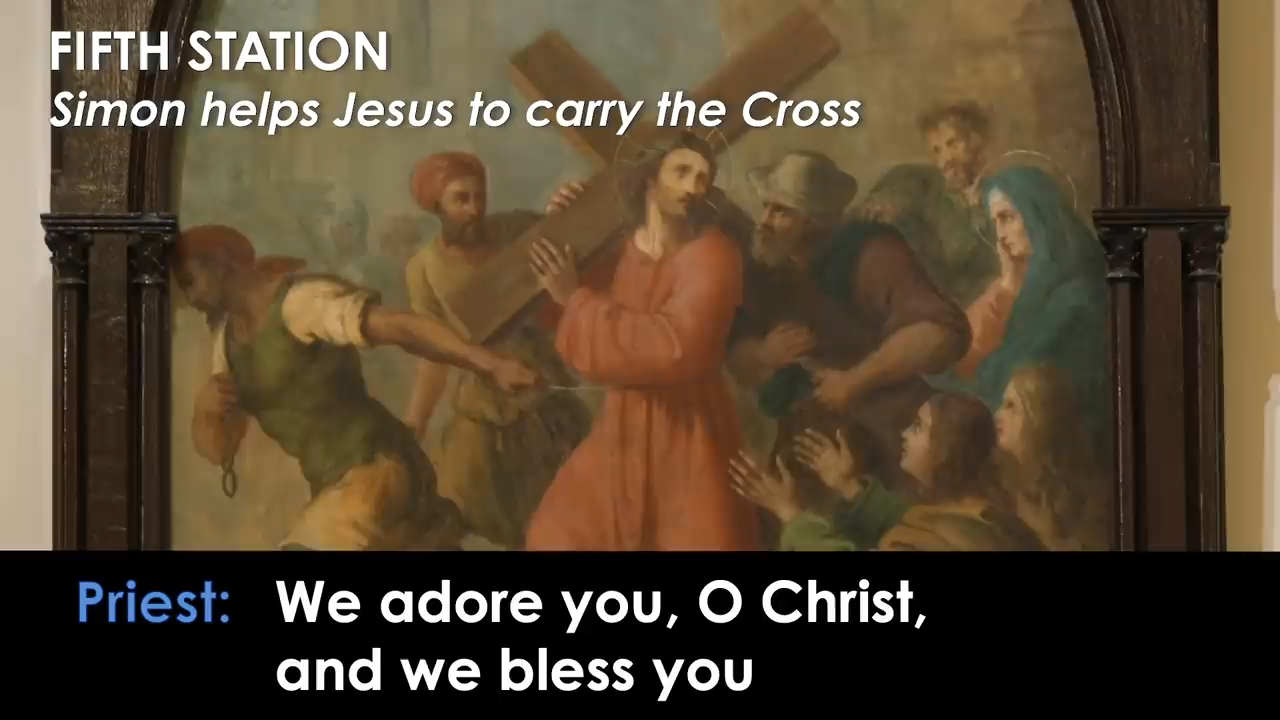 FIFTH STATION
Simon helps Jesus to carry the Cross
Priest: We adore you, O Christ,
and we bless you